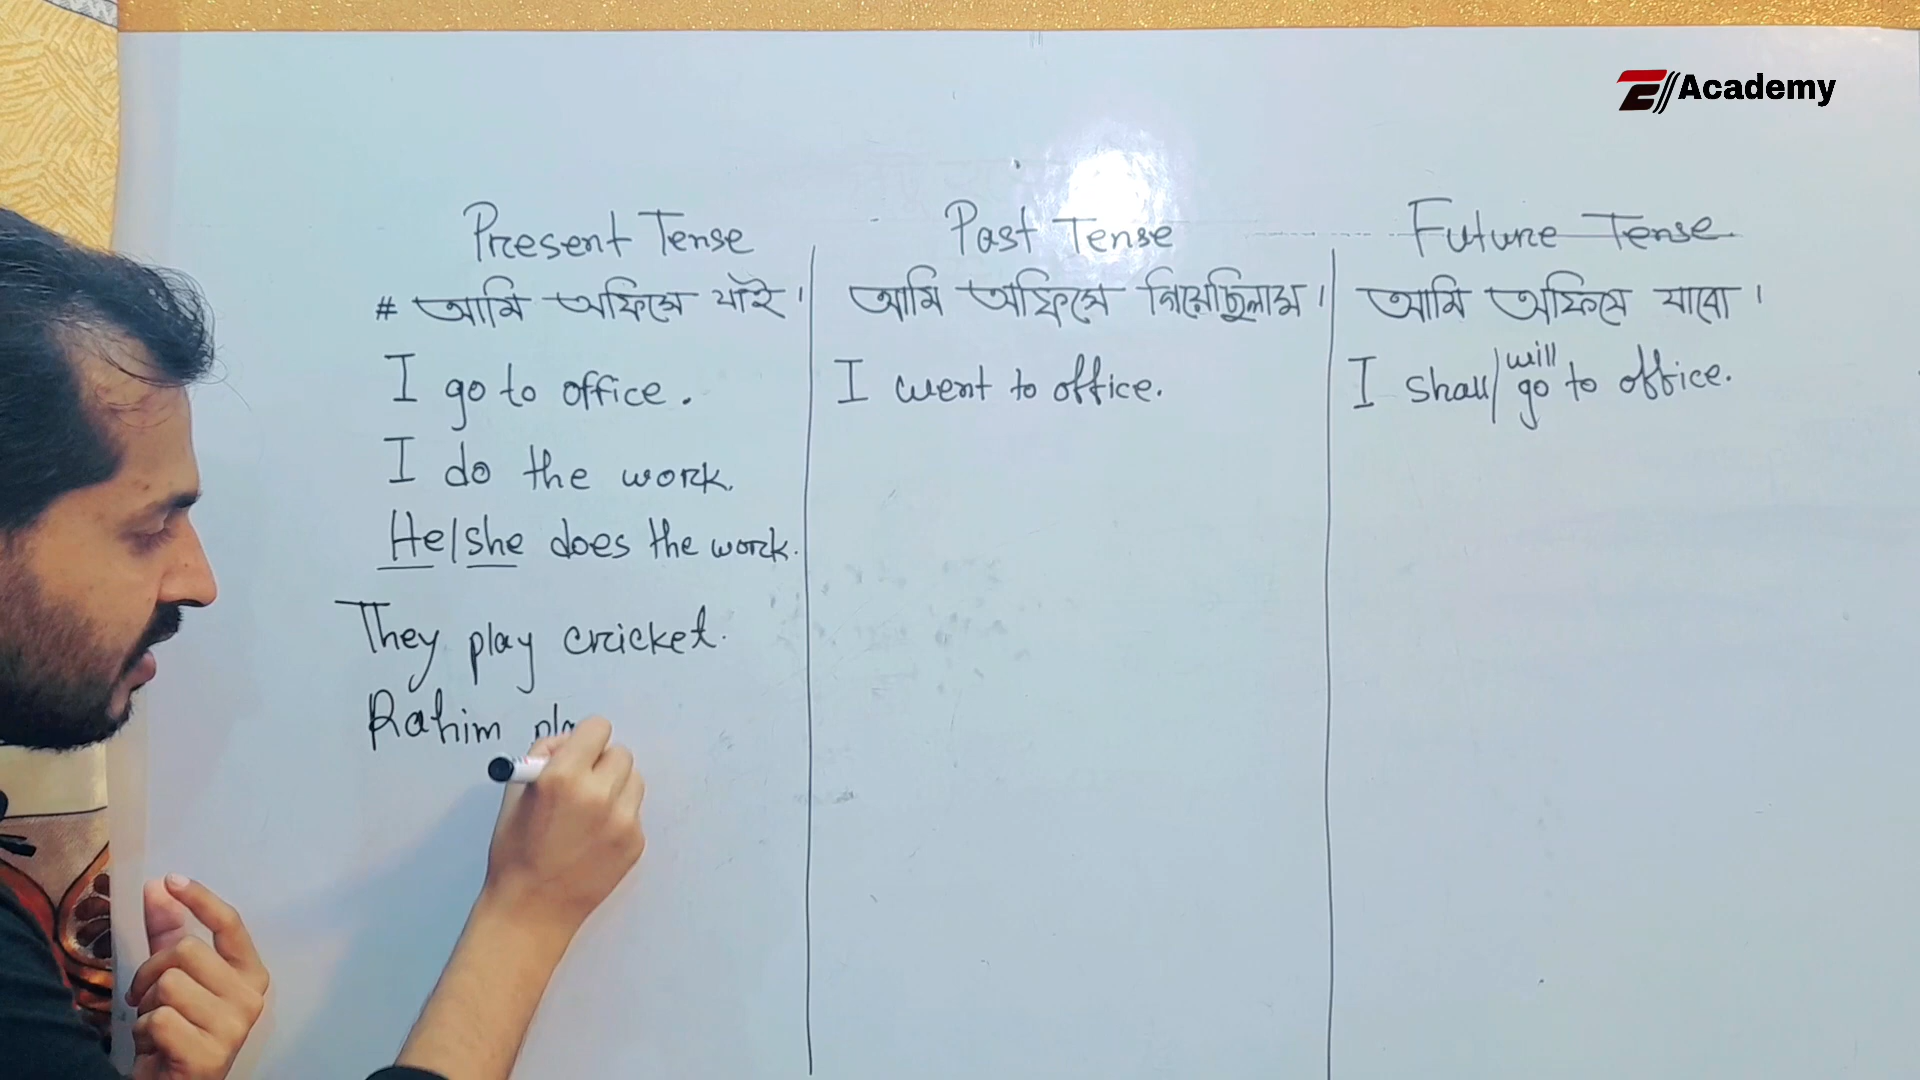 Academy
Present Tense
# আমি অফিসে যাই।
I go to office.
I do the work.
He/she does the work.
They play cricket.
Rahim pla
Past Tense
আমি অফিসে গিয়েছিলাম।
I went to office.
Future Tense
আমি অফিসে যাবো।
I shall/will go to office.